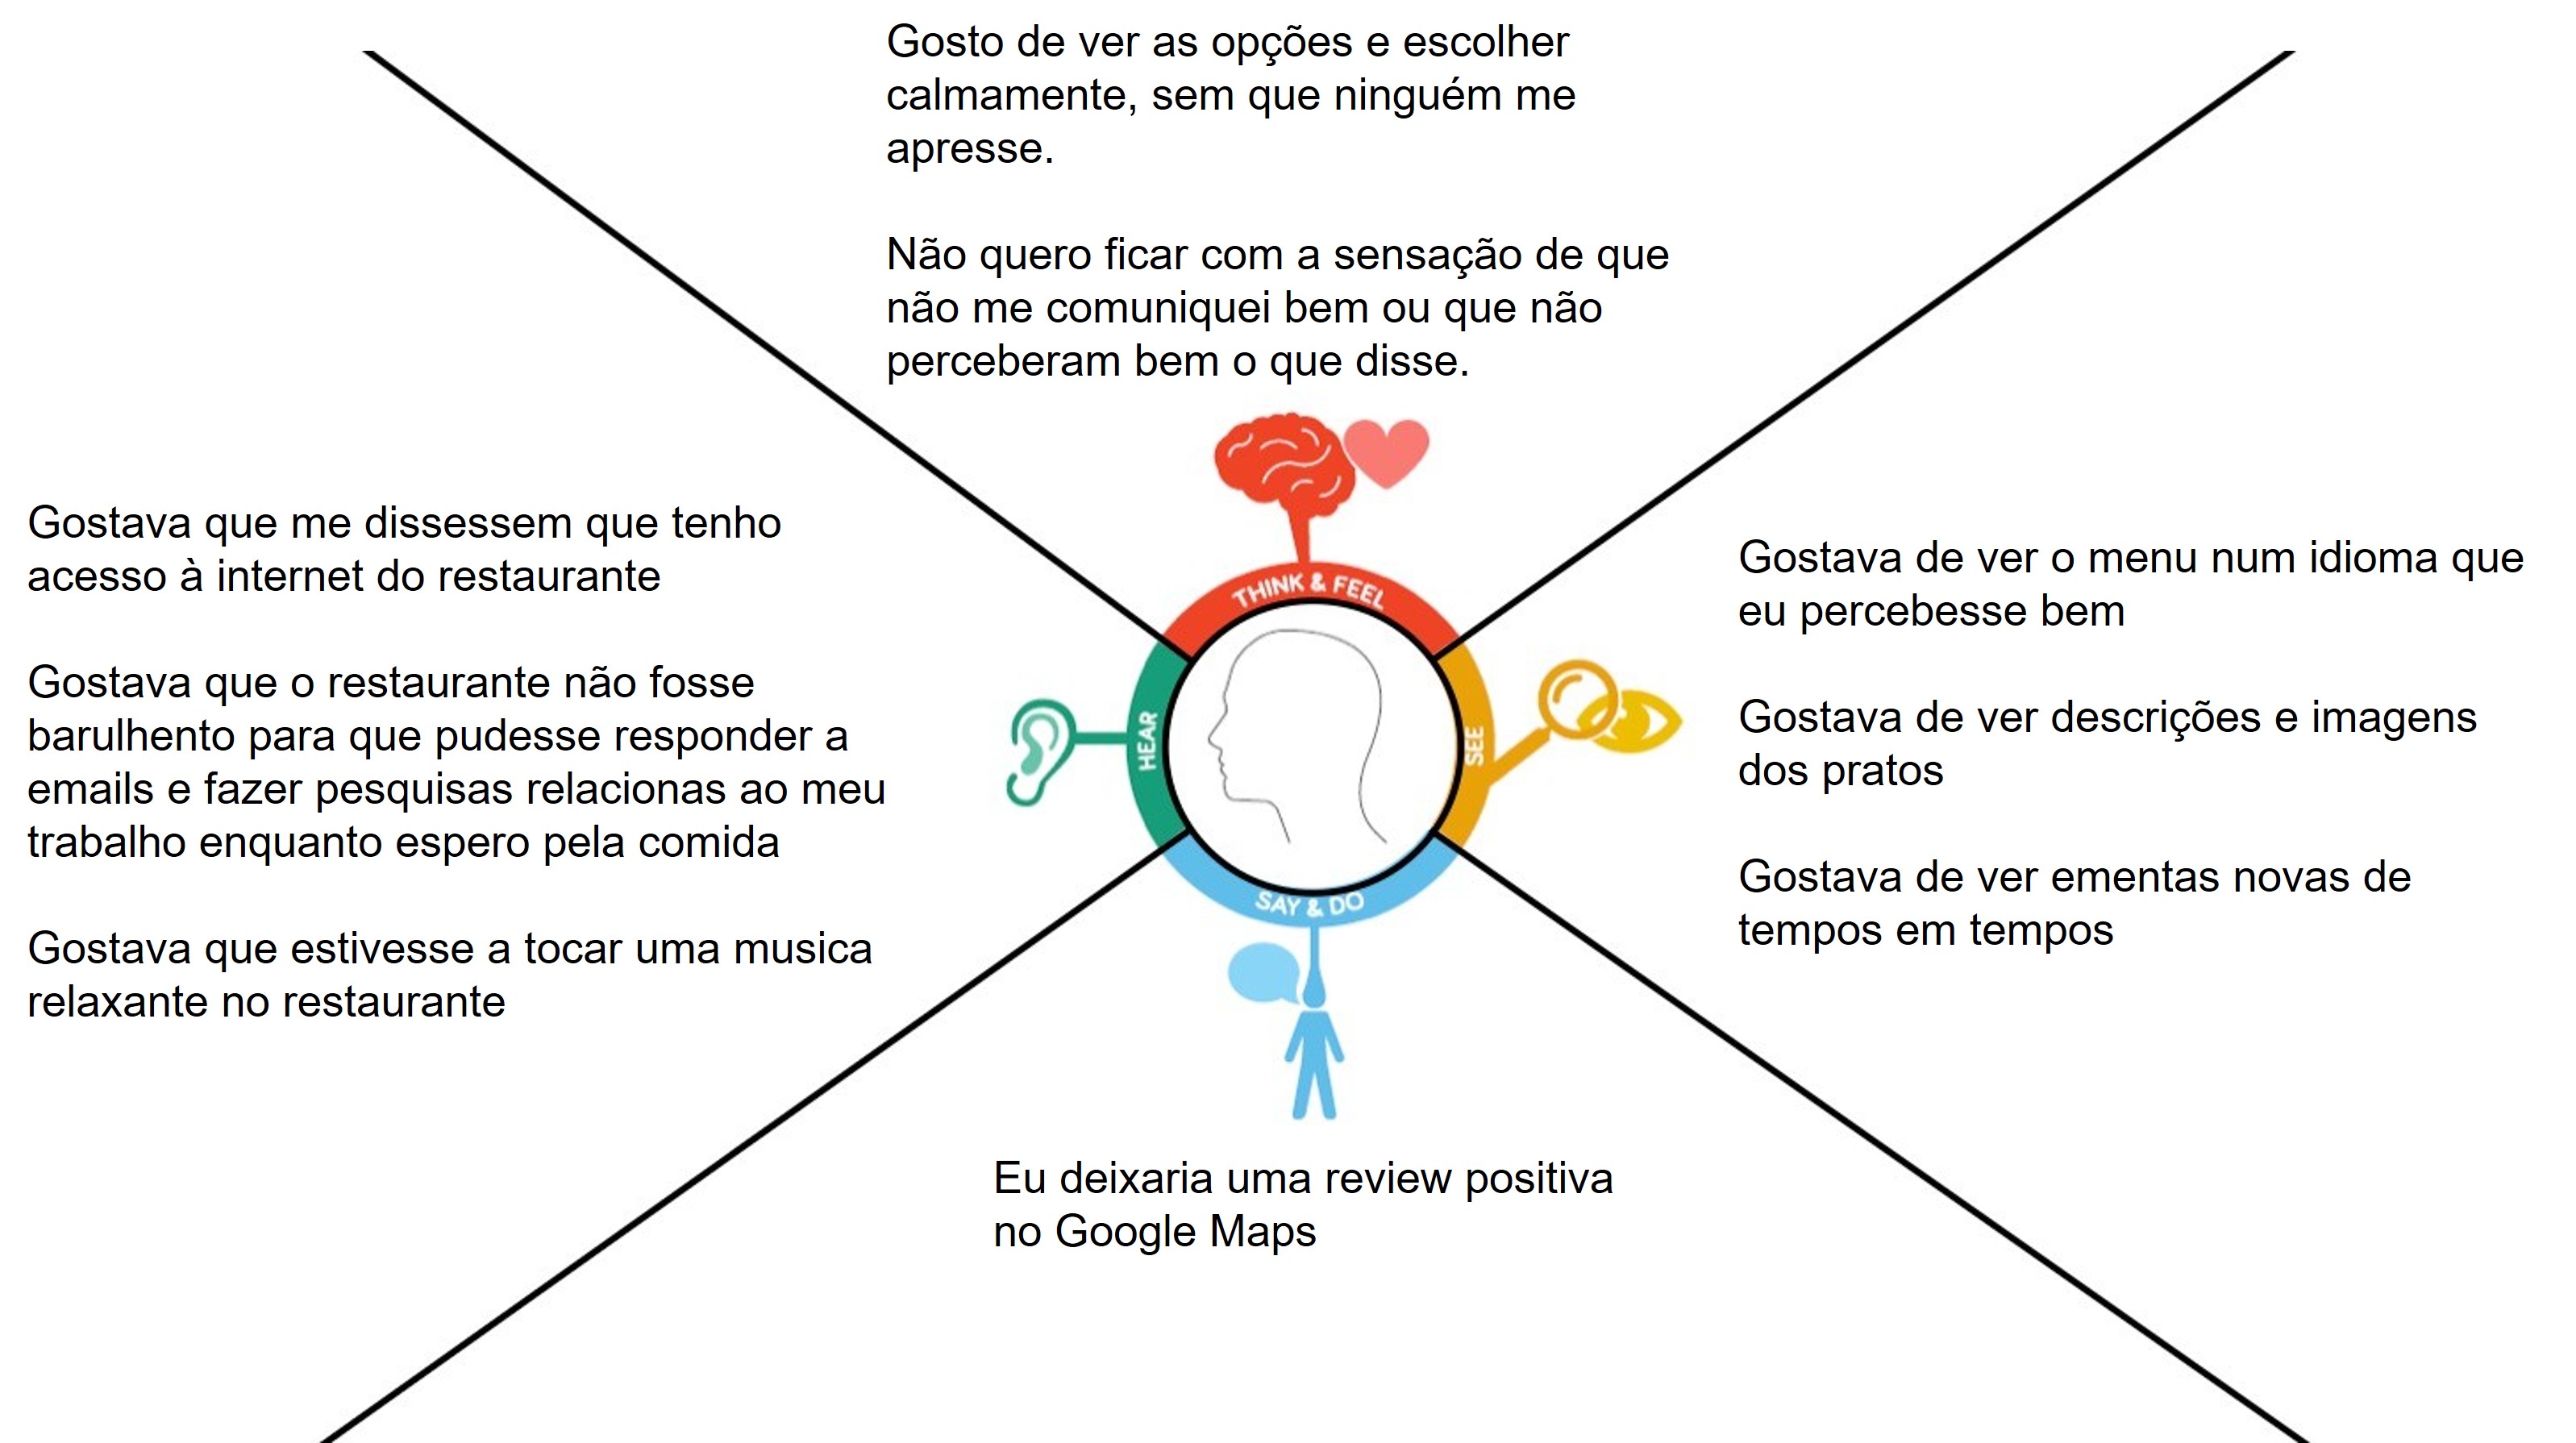 Gosto de ver as opções e escolher
calmamente, sem que ninguém me
apresse.
Não quero ficar com a sensação de que
não me comuniquei bem ou que não
perceberam bem o que disse.
THINK & FEEL
Gostava que me dissessem que tenho
acesso à internet do restaurante
Gostava que o restaurante não fosse
barulhento para que pudesse responder a
emails e fazer pesquisas relacionas ao meu
trabalho enquanto espero pela comida
Gostava que estivesse a tocar uma musica
relaxante no restaurante
HEAR
SEE
Gostava de ver o menu num idioma que
eu percebesse bem
Gostava de ver descrições e imagens
dos pratos
Gostava de ver ementas novas de
tempos em tempos
SAY & DO
Eu deixaria uma review positiva
no Google Maps